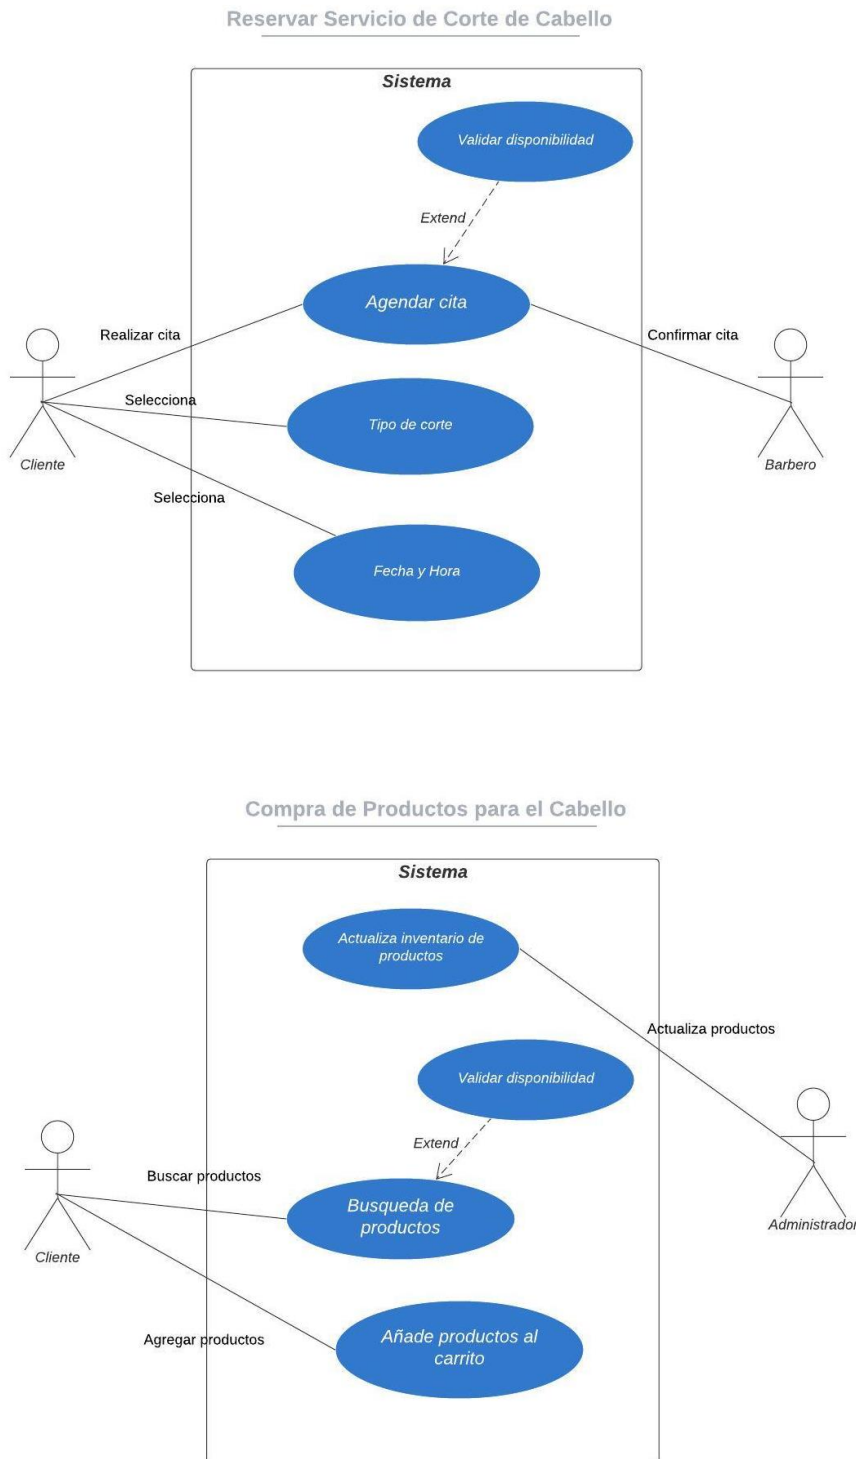 Reservar Servicio de Corte de Cabello
Sistema
Validar disponibilidad
Extend
Agendar cita
Realizar cita
Confirmar cita
Selecciona
Tipo de corte
Cliente
Barbero
Selecciona
Fecha y Hora
Compra de Productos para el Cabello
Sistema
Actualiza inventario de
productos
Actualiza productos
Validar disponibilidad
Extend
Buscar productos
Busqueda de
productos
Cliente
Administrador
Agregar productos
Añade productos al
carrito